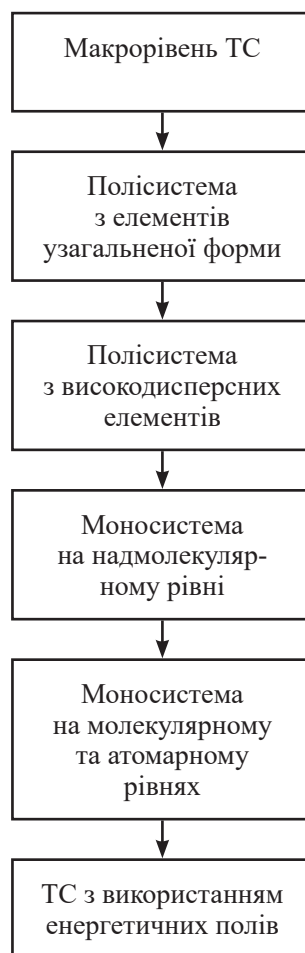 Макрорівень ТС
Полісистема
з елементів
узагальненої форми
Полісистема
з високодисперсних
елементів
Моносистема
на надмолекуляр-
ному рівні
Моносистема
на молекулярному
та атомарному
рівнях
ТС з використанням
енергетичних полів